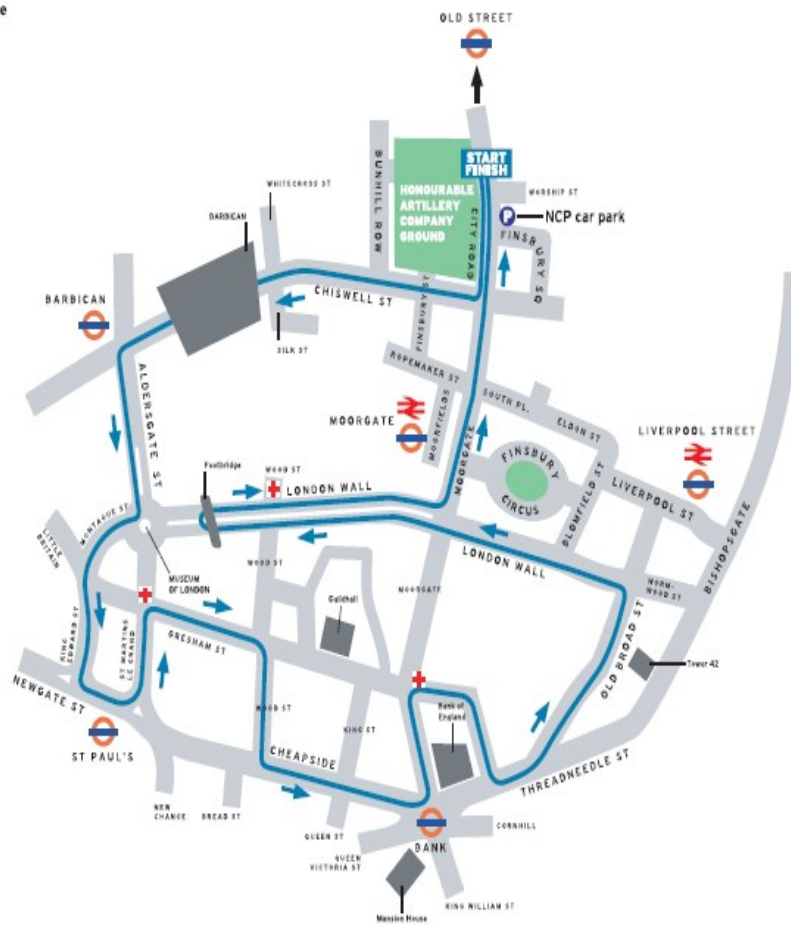 e
OLD STREET
START
FINISH
BUNHILL ROW
HONOURABLE
ARTILLERY
COMPANY
GROUND
CITY ROAD
WORSHIP ST
P
NCP car park
FINSBURY SQ
WHITECROSS ST
BARBICAN
BARBICAN
CHISWELL ST
FINSBURY ST
SILK ST
ROPEMAKER ST
SOUTH PL.
ELDON ST
ALDERSGATE ST
MOORGATE
MOORFIELDS
MOORGATE
FINSBURY
CIRCUS
BLOMFIELD ST
LIVERPOOL STREET
LIVERPOOL ST
BISHOPSGATE
Footbridge
WOOD ST
LONDON WALL
MONTAGUE ST
LITTLE
BRITAIN
MUSEUM
OF LONDON
WOOD ST
LONDON WALL
MOORGATE
WORM-
WOOD ST
Guildhall
KING
EDWARD ST
ST MARTINS
LE GRAND
GRESHAM ST
OLD BROAD ST
Tower 42
NEWGATE ST
ST PAUL'S
WOOD ST
KING ST
Bank of
England
CHEAPSIDE
THREADNEEDLE ST
NEW
CHANGE
BREAD ST
QUEEN ST
QUEEN
VICTORIA ST
BANK
CORNHILL
KING WILLIAM ST
Mansion House